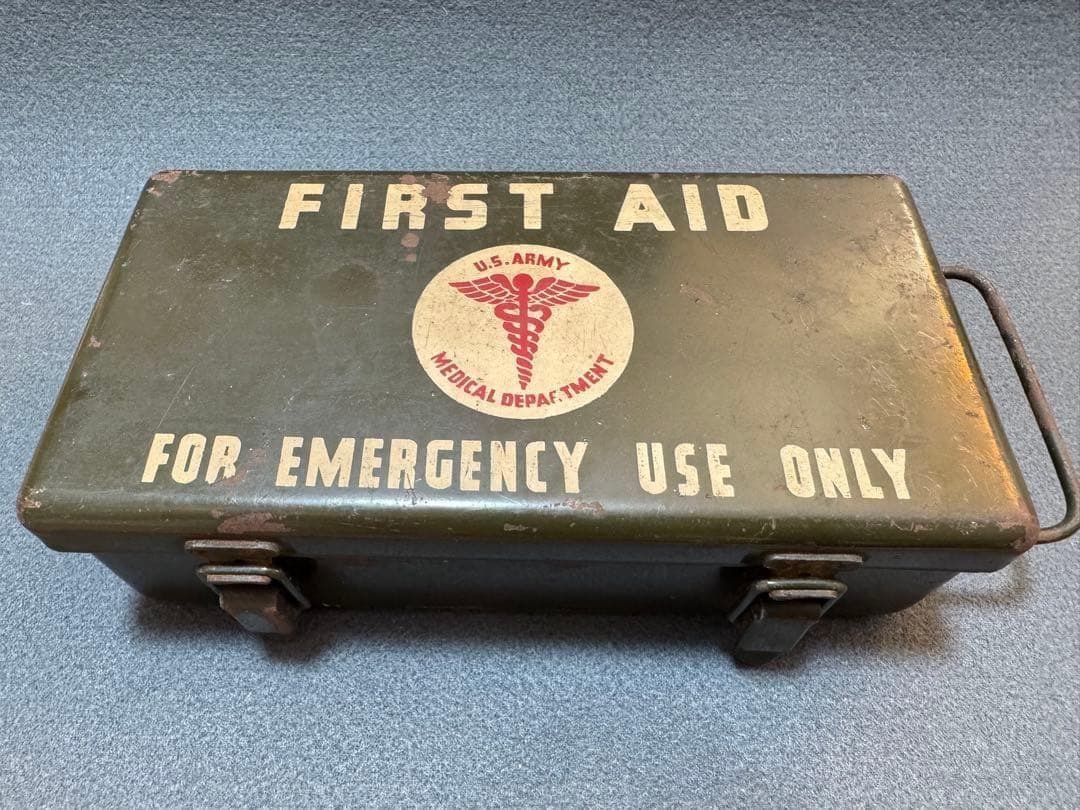 FIRST AID
U.S. ARMY
MEDICAL DEPARTMENT
FOR EMERGENCY USE ONLY